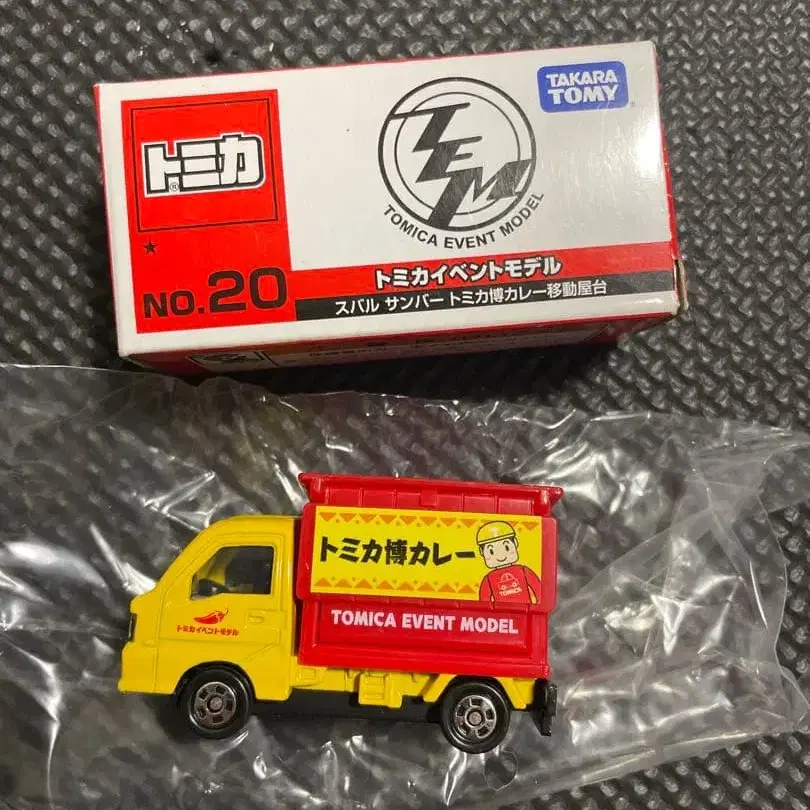 トミカ®
NO.20
TEM
TOMICA EVENT MODEL
TAKARA
TOMY
トミカイベントモデル
スバル サンバー トミカ博カレー移動屋台
トミカ博カレー
TOMICA
TOMICA EVENT MODEL
トミカイベントモデル